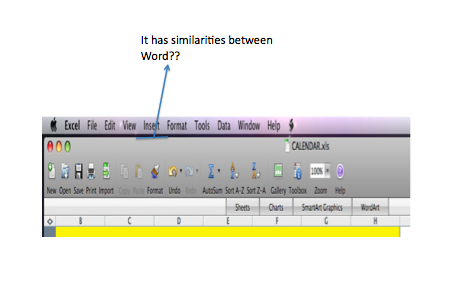 It has similarities between
Word??
Excel File Edit View Insert Format Tools Data Window Help
CALENDAR.xls
100%
New Open Save Print Import Copy Paste Format Undo Redo AutoSum Sort A-Z Sort Z-A Gallery Toolbox Zoom Help
Sheets Charts SmartArt Graphics WordArt
B C D E F G H